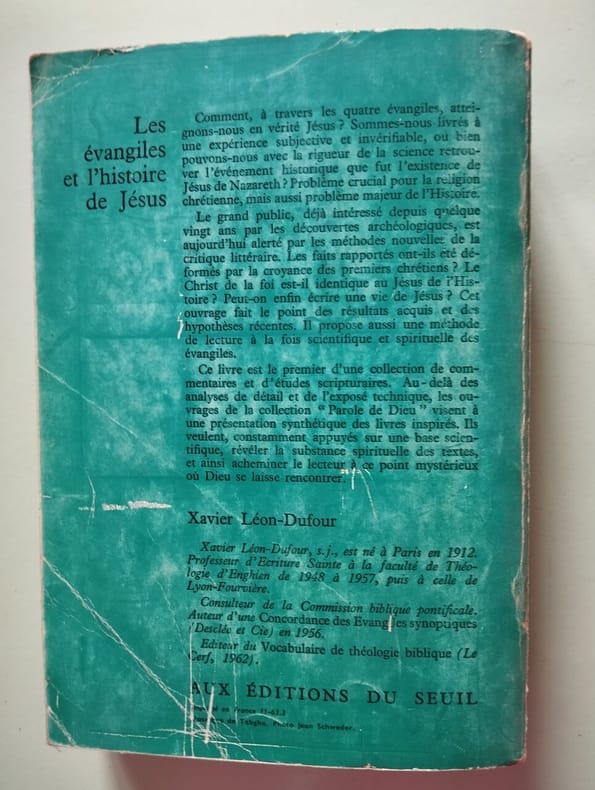 Les
évangiles
et l'histoire
de Jésus
Comment, à travers les quatre évangiles, attei-
gnons-nous en vérité Jésus ? Sommes-nous livrés à
une expérience subjective et invérifiable, ou bien
pouvons-nous avec la rigueur de la science retrou-
ver l'événement historique que fut l'existence de
Jésus de Nazareth ? Problème crucial pour la religion
chrétienne, mais aussi problème majeur de l'Histoire.
Le grand public, déjà intéressé depuis quelque
vingt ans par les découvertes archéologiques, est
aujourd'hui alerté par les méthodes nouvelles de la
critique littéraire. Les faits rapportés ont-ils été dé-
formés par la croyance des premiers chrétiens ? Le
Christ de la foi est-il identique au Jésus de l'His-
toire ? Peut-on enfin écrire une vie de Jésus ? Cet
ouvrage fait le point des résultats acquis et des
hypothèses récentes. Il propose aussi une méthode
de lecture à la fois scientifique et spirituelle des
évangiles.
Ce livre est le premier d'une collection de com-
mentaires et d'études scripturaires. Au-delà des
analyses de détail et de l'exposé technique, les ou-
vrages de la collection “ Parole de Dieu ” visent à
une présentation synthétique des livres inspirés. Ils
veulent, constamment appuyés sur une base scien-
tifique, révéler la substance spirituelle des textes,
et ainsi acheminer le lecteur à ce point mystérieux
où Dieu se laisse rencontrer.
Xavier Léon-Dufour
Xavier Léon-Dufour, s.j., est né à Paris en 1912.
Professeur d'Ecriture Sainte à la faculté de Théo-
logie d'Enghien de 1948 à 1957, puis à celle de
Lyon-Fourvière.
Consulteur de la Commission biblique pontificale.
Auteur d'une Concordance des Evangiles synoptiques
(Desclée et Cie) en 1956.
Editeur du Vocabulaire de théologie biblique (Le
Cerf, 1962).
AUX ÉDITIONS DU SEUIL
en France 11-63.2
de Tabgha. Photo Jean Schweder.